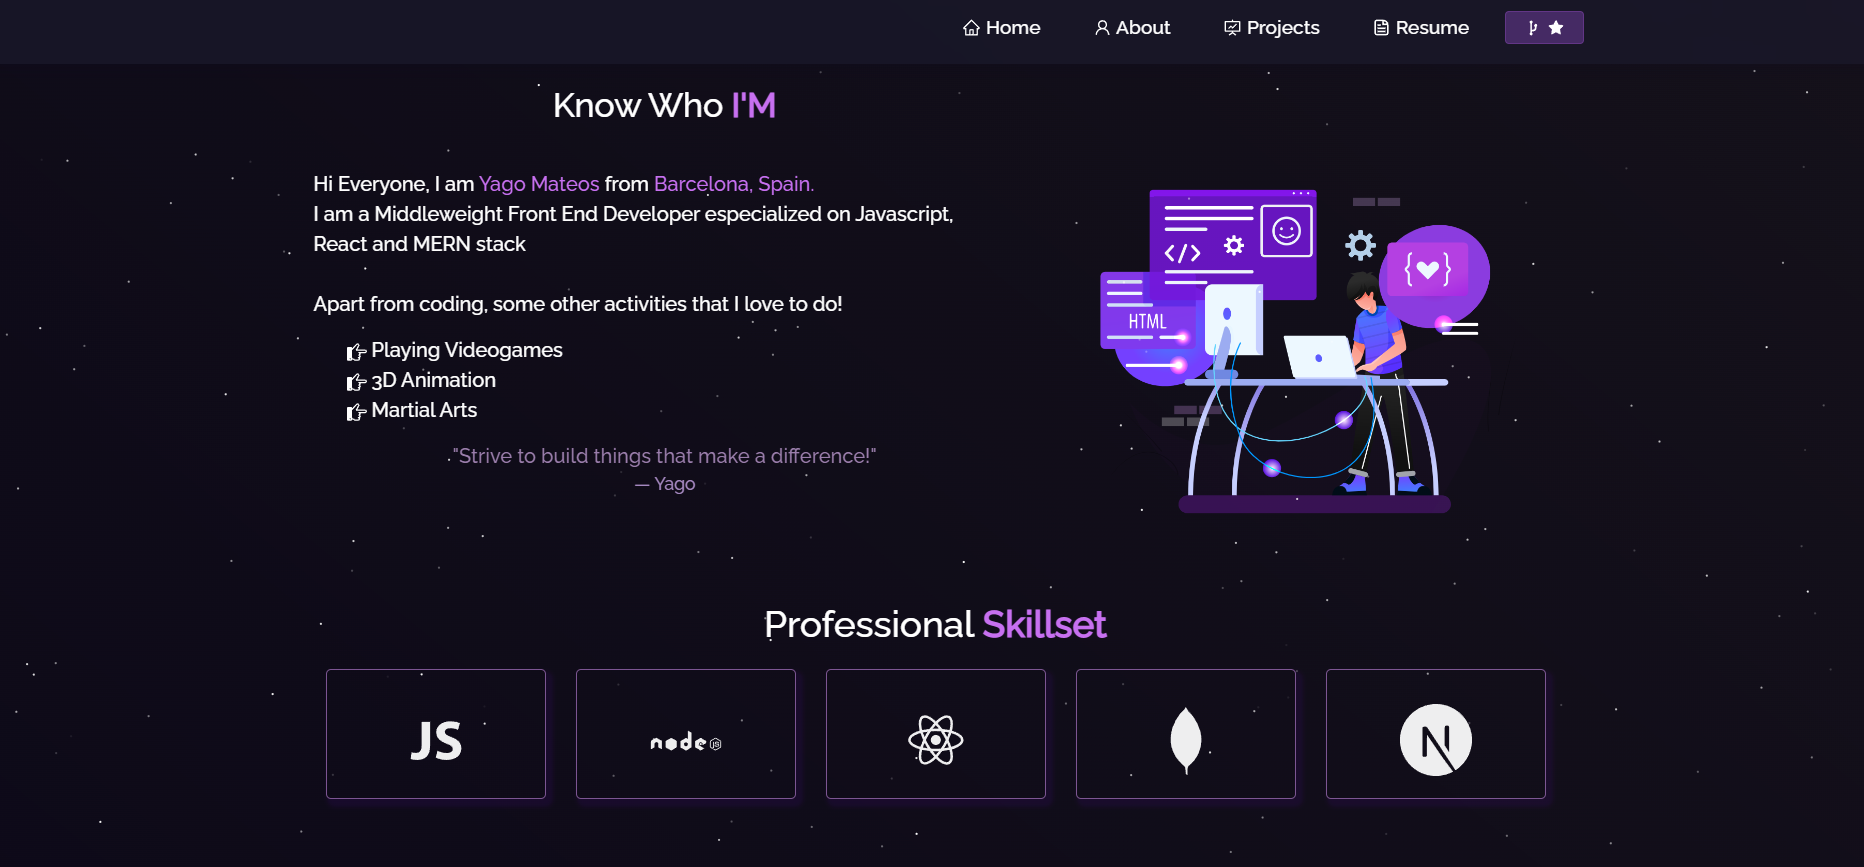 Home About Projects Resume
Know Who I'M
Hi Everyone, I am Yago Mateos from Barcelona, Spain.
I am a Middleweight Front End Developer especialized on Javascript,
React and MERN stack
Apart from coding, some other activities that I love to do!
Playing Videogames
3D Animation
Martial Arts
"Strive to build things that make a difference!"
— Yago
</>
HTML
{ }
Professional Skillset
JS
node JS
N